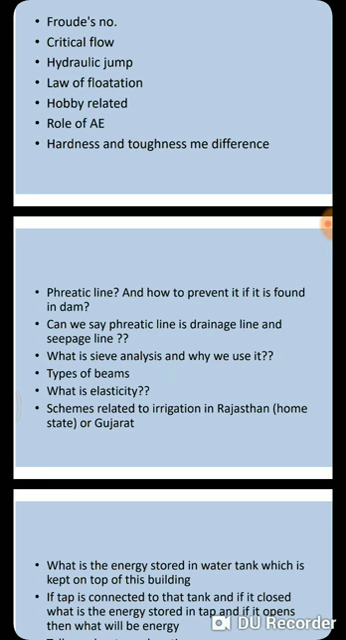 • Froude's no.
• Critical flow
• Hydraulic jump
• Law of floatation
• Hobby related
• Role of AE
• Hardness and toughness me difference
• Phreatic line? And how to prevent it if it is found
in dam?
• Can we say phreatic line is drainage line and
seepage line ??
• What is sieve analysis and why we use it??
• Types of beams
• What is elasticity??
• Schemes related to irrigation in Rajasthan (home
state) or Gujarat
• What is the energy stored in water tank which is
kept on top of this building
• If tap is connected to that tank and if it closed
what is the energy stored in tap and if it opens
then what will be energy
DU Recorder